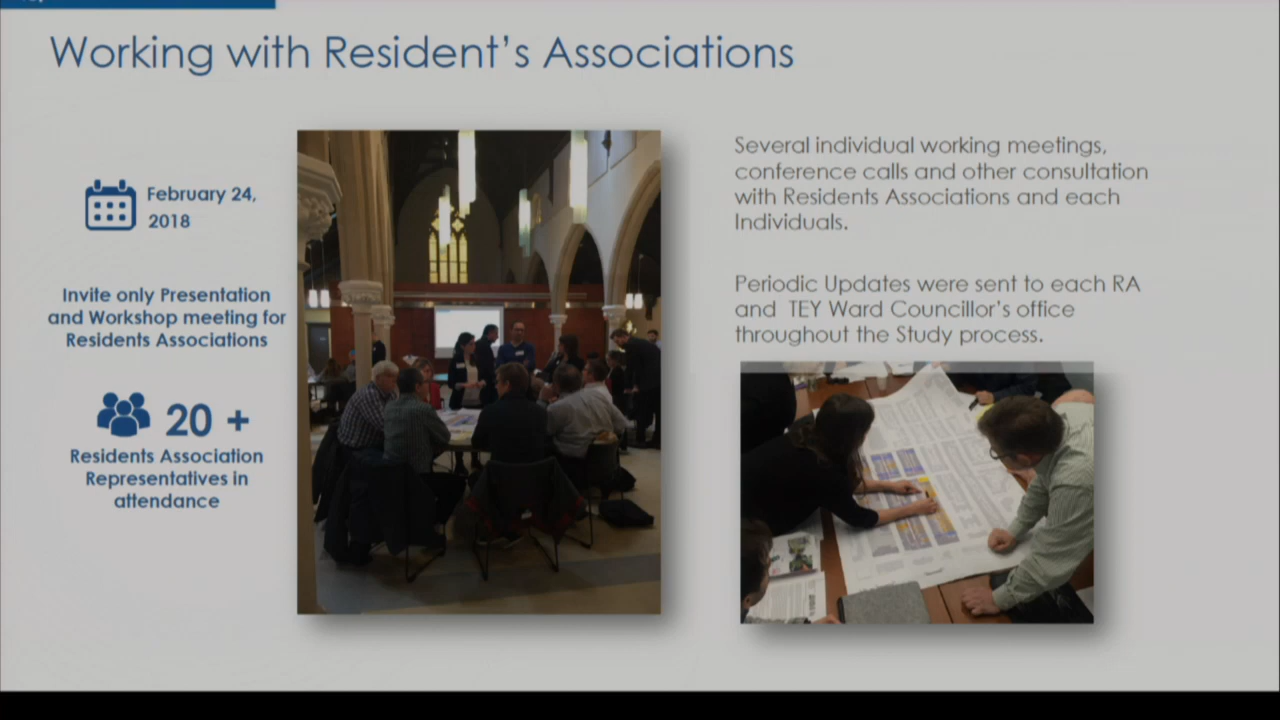 Working with Resident's Associations
February 24,
2018
Invite only Presentation
and Workshop meeting for
Residents Associations
20 +
Residents Association
Representatives in
attendance
Several individual working meetings,
conference calls and other consultation
with Residents Associations and each
Individuals.
Periodic Updates were sent to each RA
and TEY Ward Councillor's office
throughout the Study process.